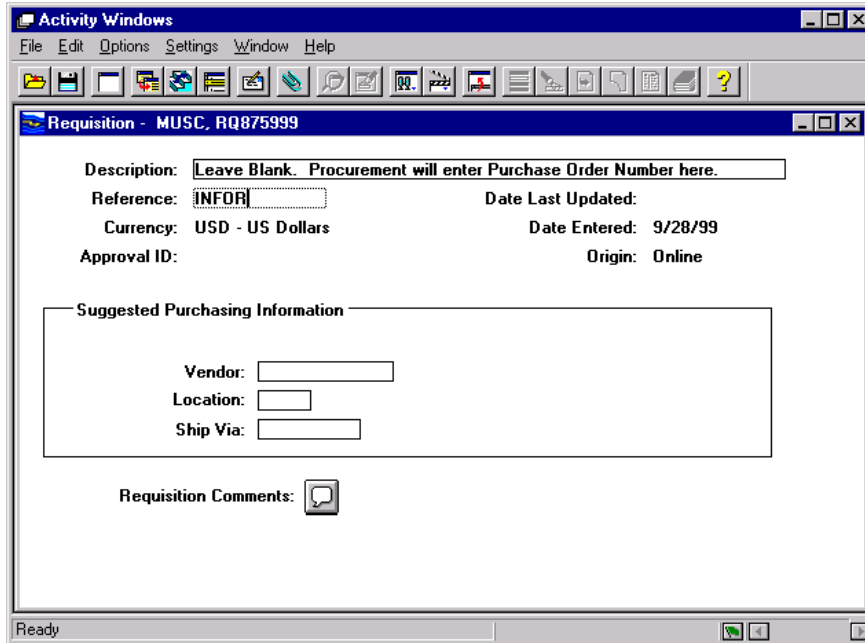 Activity Windows
File Edit Options Settings Window Help
Requisition - MUSC, RQ875999
Description: Leave Blank. Procurement will enter Purchase Order Number here.
Reference: INFOR Date Last Updated:
Currency: USD - US Dollars Date Entered: 9/28/99
Approval ID: Origin: Online
Suggested Purchasing Information
Vendor:
Location:
Ship Via:
Requisition Comments:
Ready